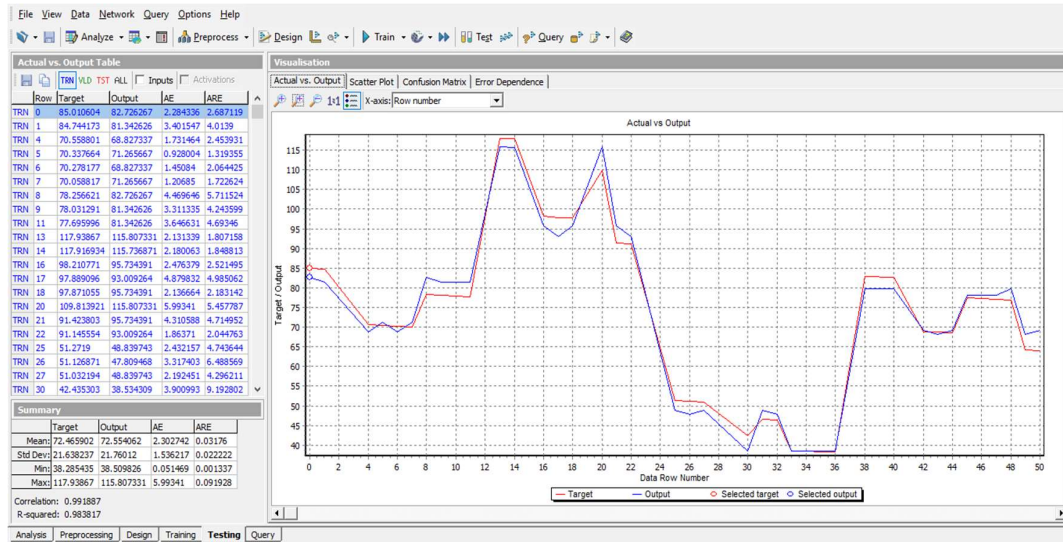 File View Data Network Query Options Help
Analyze Preprocess Design Train Test Query
Actual vs. Output Table
TRN VLD TST ALL Inputs Activations
Row Target Output AE ARE
TRN 0 85.010604 82.726267 2.284336 2.687119
TRN 1 84.744173 81.342626 3.401547 4.0139
TRN 4 70.558801 68.827337 1.731464 2.453931
TRN 5 70.337664 71.265667 0.928004 1.319355
TRN 6 70.278177 68.827337 1.45084 2.064425
TRN 7 70.058817 71.265667 1.20685 1.722624
TRN 8 78.256621 82.726267 4.469646 5.711524
TRN 9 78.031291 81.342626 3.311335 4.243599
TRN 11 77.695996 81.342626 3.646631 4.69346
TRN 13 117.93867 115.807331 2.131339 1.807158
TRN 14 117.916934 115.736871 2.180063 1.848813
TRN 16 98.210771 95.734391 2.476379 2.521495
TRN 17 97.889096 93.009264 4.879832 4.985062
TRN 18 97.871055 95.734391 2.136664 2.183142
TRN 20 109.813921 115.807331 5.99341 5.457787
TRN 21 91.423803 95.734391 4.310588 4.714952
TRN 22 91.145554 93.009264 1.86371 2.044763
TRN 25 51.2719 48.839743 2.432157 4.743644
TRN 26 51.126871 47.809468 3.317403 6.488569
TRN 27 51.032194 48.839743 2.192451 4.296211
TRN 30 42.435303 38.534309 3.900993 9.192802
Summary
Target Output AE ARE
Mean: 72.465902 72.554062 2.302742 0.03176
Std Dev: 21.638237 21.76012 1.536217 0.022222
Min: 38.285435 38.509826 0.051469 0.001337
Max: 117.93867 115.807331 5.99341 0.091928
Correlation: 0.991887
R-squared: 0.983817
Visualisation
Actual vs. Output Scatter Plot Confusion Matrix Error Dependence
1:1 X-axis: Row number
Actual vs Output
Target / Output
115
110
105
100
95
90
85
80
75
70
65
60
55
50
45
40
0 2 4 6 8 10 12 14 16 18 20 22 24 26 28 30 32 34 36 38 40 42 44 46 48 50
Data Row Number
Target Output Selected target Selected output
Analysis Preprocessing Design Training Testing Query